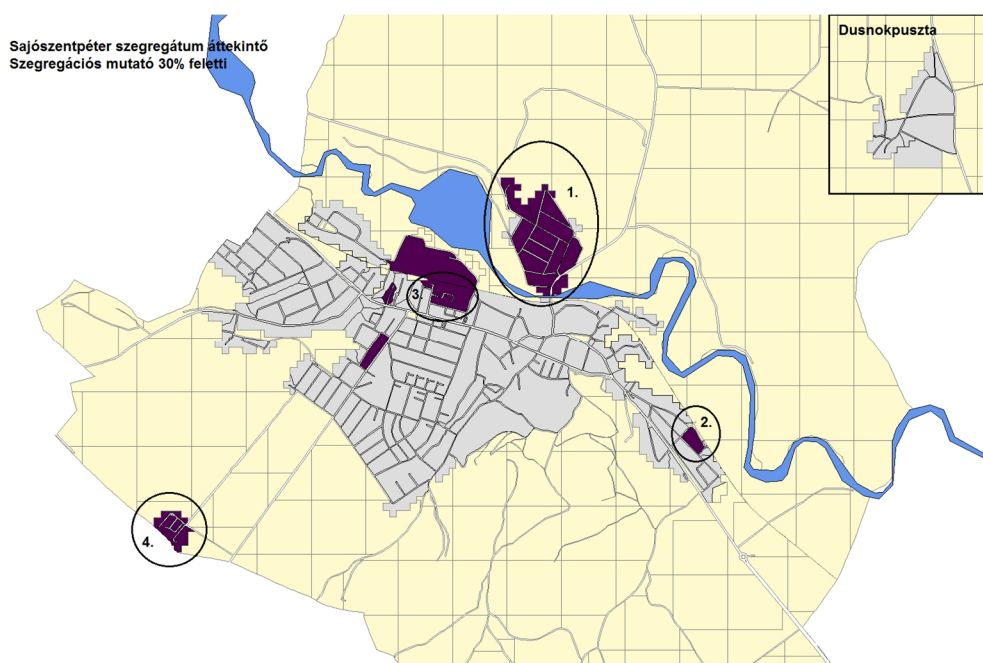 Sajószentpéter szegregátum áttekintő
Szegregációs mutató 30% feletti
Dusnokpuszta
1.
3.
2.
4.